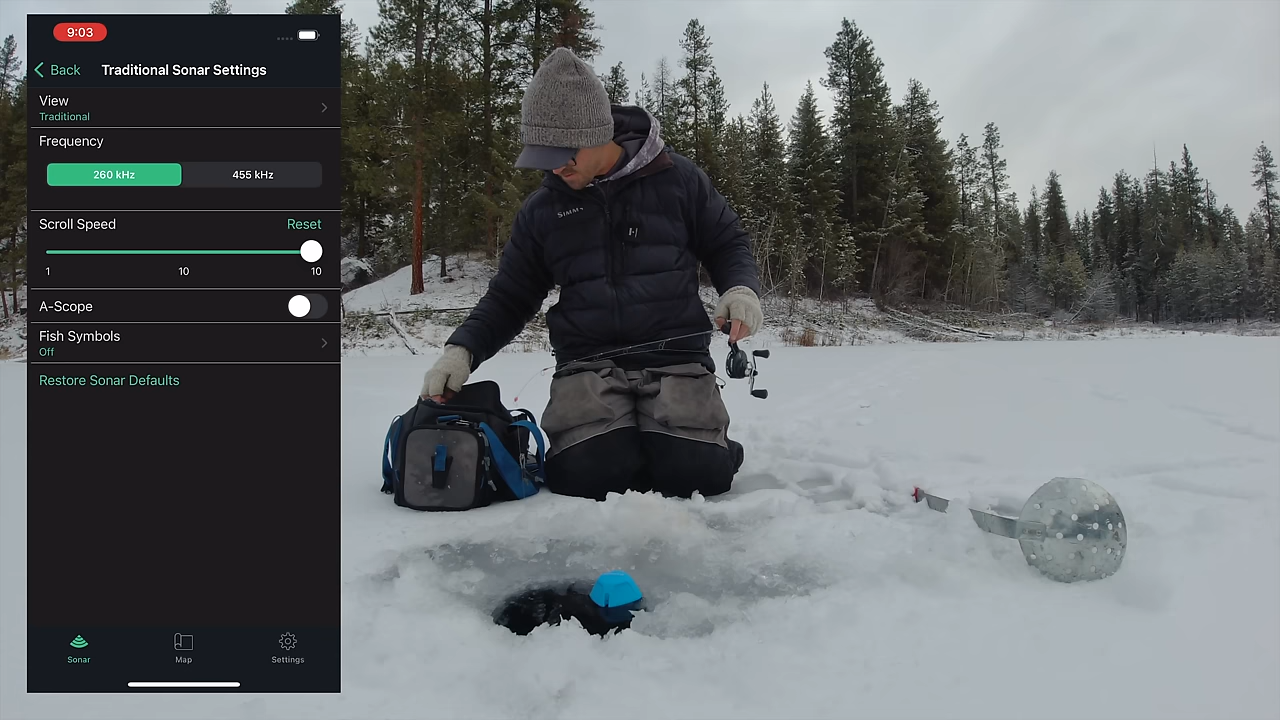 9:03
Back
Traditional Sonar Settings
View
Traditional
Frequency
260 kHz
455 kHz
Scroll Speed
Reset
1
10
10
A-Scope
Fish Symbols
Off
Restore Sonar Defaults
Sonar
Map
Settings
SIMMS